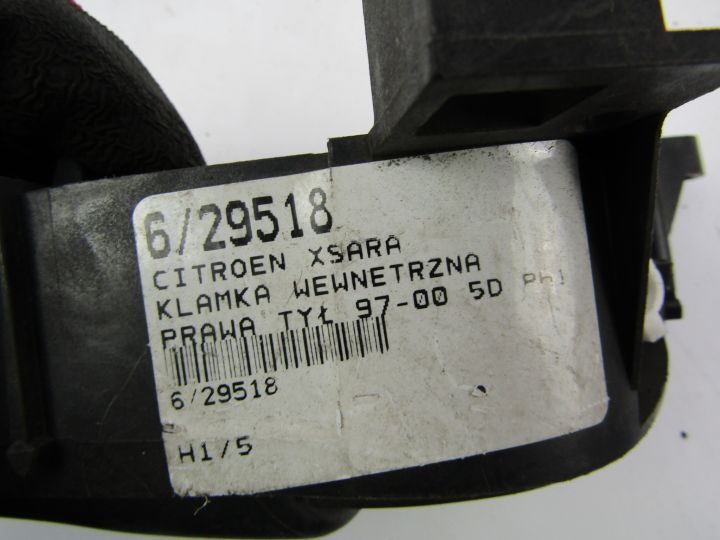 6/29518
CITROEN XSARA
KLAMKA WEWNETRZNA
PRAWA TYŁ 97-00 5D Ph1
6/29518
H1/5